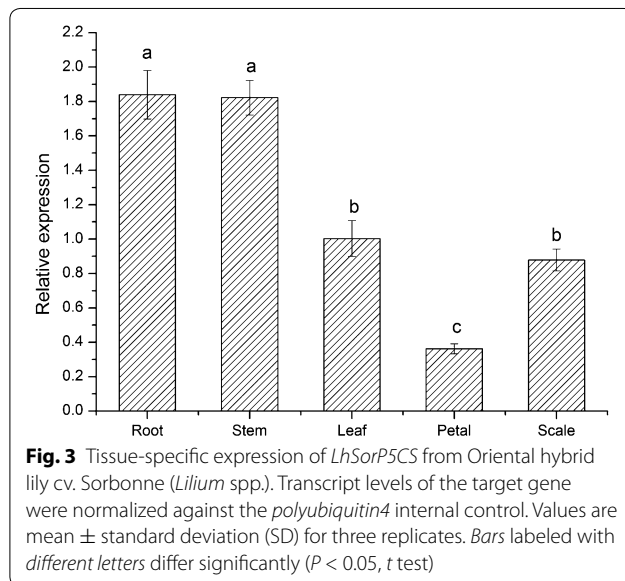 2.2
2.0
1.8
1.6
1.4
1.2
1.0
0.8
0.6
0.4
0.2
0.0
Relative expression
a
a
b
c
b
Root Stem Leaf Petal Scale
Fig. 3 Tissue-specific expression of LhSorP5CS from Oriental hybrid
lily cv. Sorbonne (Lilium spp.). Transcript levels of the target gene
were normalized against the polyubiquitin4 internal control. Values are
mean ± standard deviation (SD) for three replicates. Bars labeled with
different letters differ significantly (P < 0.05, t test)